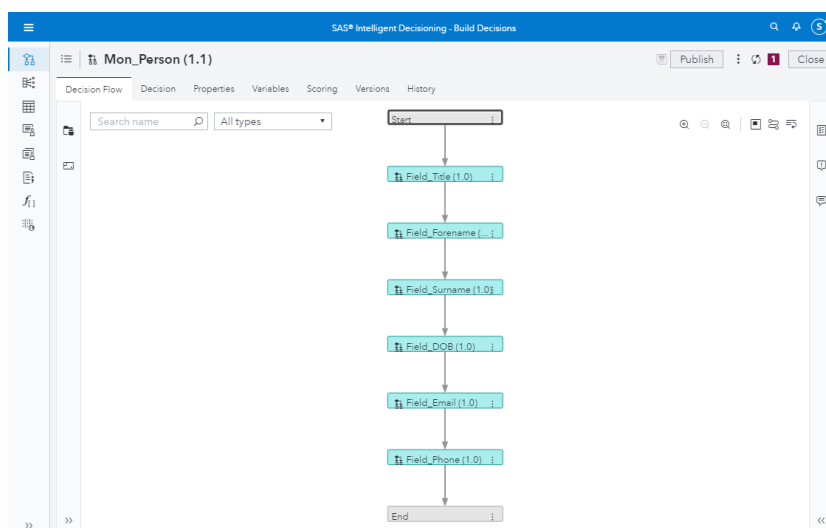 SAS® Intelligent Decisioning - Build Decisions
S
Mon_Person (1.1)
Publish
1
Close
Decision Flow Decision Properties Variables Scoring Versions History
Search name
All types
Start
Field_Title (1.0)
Field_Forename (...
Field_Surname (1.0)
Field_DOB (1.0)
Field_Email (1.0)
Field_Phone (1.0)
End